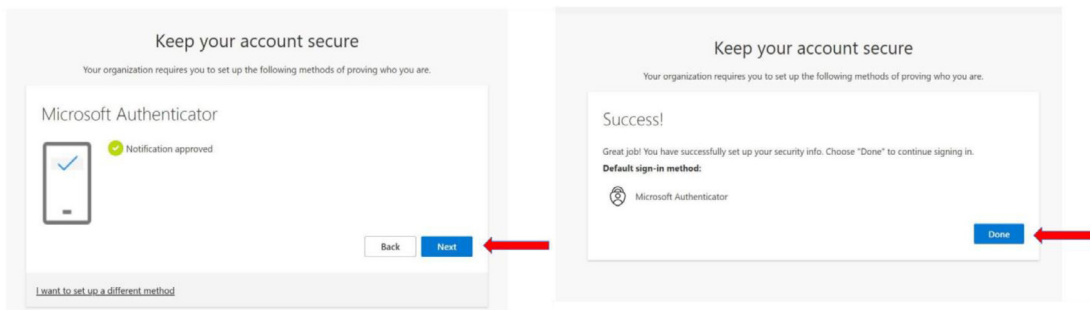 Keep your account secure
Your organization requires you to set up the following methods of proving who you are.
Microsoft Authenticator
Notification approved
Back
Next
I want to set up a different method
Keep your account secure
Your organization requires you to set up the following methods of proving who you are.
Success!
Great job! You have successfully set up your security info. Choose "Done" to continue signing in.
Default sign-in method:
Microsoft Authenticator
Done